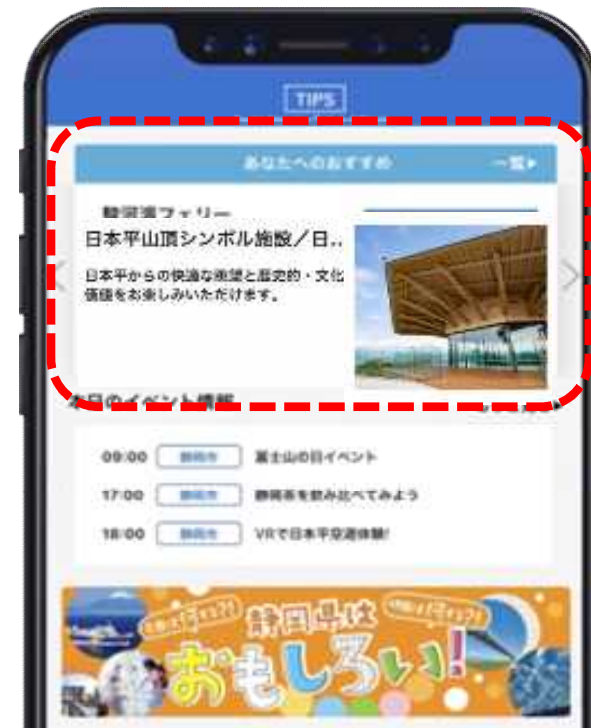 TIPS
あなたへのおすすめ 一覧▶
駿河湾フェリー
日本平山頂シンボル施設／日..
日本平からの快適な眺望と歴史的・文化
価値をお楽しみいただけます。
本日のイベント情報
09:00 静岡市 富士山の日イベント
17:00 静岡市 静岡茶を飲み比べてみよう
18:00 静岡市 VRで日本平空遊体験!
静岡県は
おもしろい!